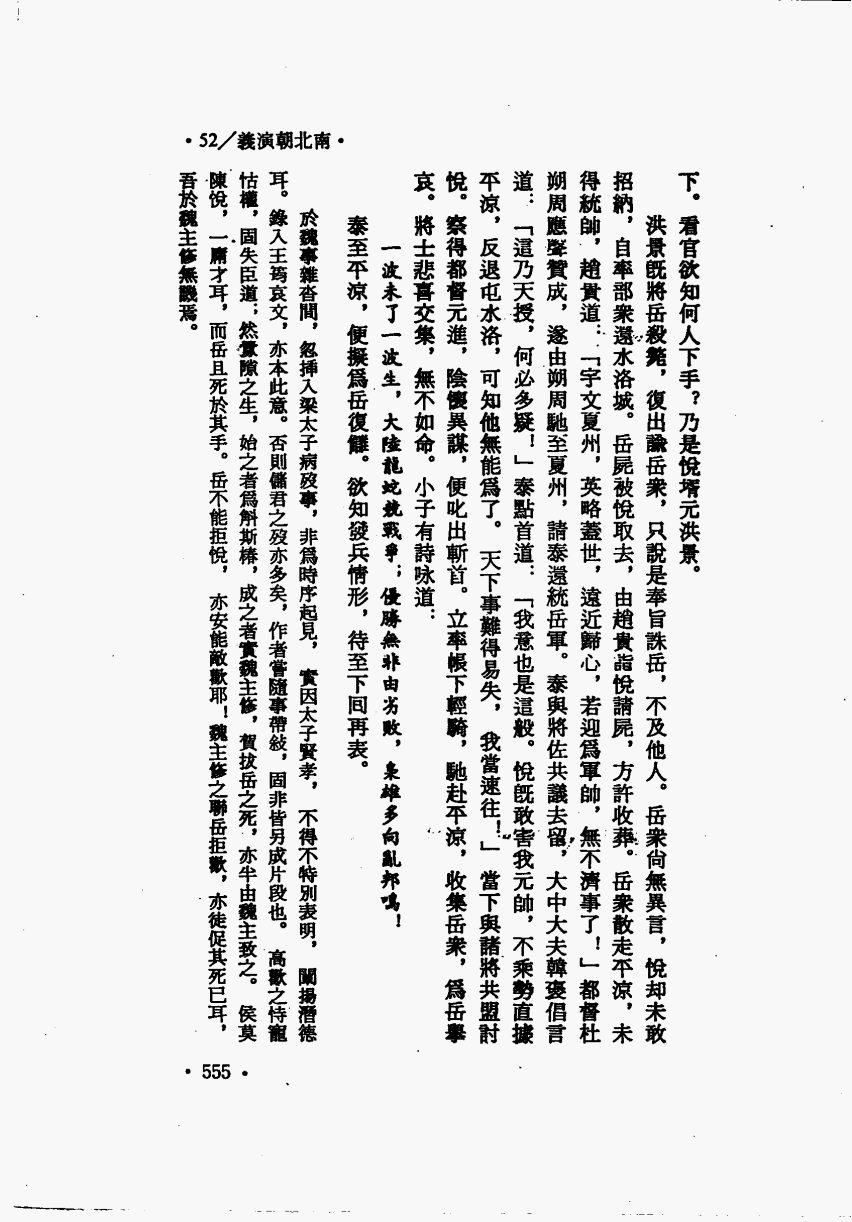 ·南北朝演義／52·
下。看官欲知何人下手？乃是悅壻元洪景。
洪景既將岳殺斃，復出諭岳衆，只說是奉旨誅岳，不及他人。岳衆尙無異言，悅却未敢
招納，自率部衆還水洛城。岳屍被悅取去，由趙貴詣悅請屍，方許收葬。岳衆散走平涼，未
得統帥，趙貴道：「宇文夏州，英略蓋世，遠近歸心，若迎爲軍帥，無不濟事了！」都督杜
朔周應聲贊成，遂由朔周馳至夏州，請泰還統岳軍。泰與將佐共議去留，大中大夫韓褒倡言
道：「這乃天授，何必多疑！」泰點首道：「我意也是這般。悅既敢害我元帥，不乘勢直據
平涼，反退屯水洛，可知他無能爲了。天下事難得易失，我當速往！」當下與諸將共盟討
悅。察得都督元進，陰懷異謀，便叱出斬首。立率帳下輕騎，馳赴平涼，收集岳衆，爲岳舉
哀。將士悲喜交集，無不如命。小子有詩咏道：
一波未了一波生，大陸龍蛇競戰爭；優勝無非由劣敗，梟雄多向亂邦鳴！
泰至平涼，便擬爲岳復讎。欲知發兵情形，待至下回再表。
於魏事雜沓間，忽插入梁太子病歿事，非爲時序起見，實因太子賢孝，不得不特別表明，闡揚潛德
耳。錄入王筠哀文，亦本此意。否則儲君之歿亦多矣，作者嘗隨事帶敍，固非皆另成片段也。高歡之恃寵
怙權，固失臣道；然釁隙之生，始之者爲斛斯椿，成之者實魏主修，賀拔岳之死，亦半由魏主致之。侯莫
陳悅，一庸才耳，而岳且死於其手。岳不能拒悅，亦安能敵歡耶！魏主修之聯岳拒歡，亦徒促其死已耳，
吾於魏主修無譏焉。
·555·